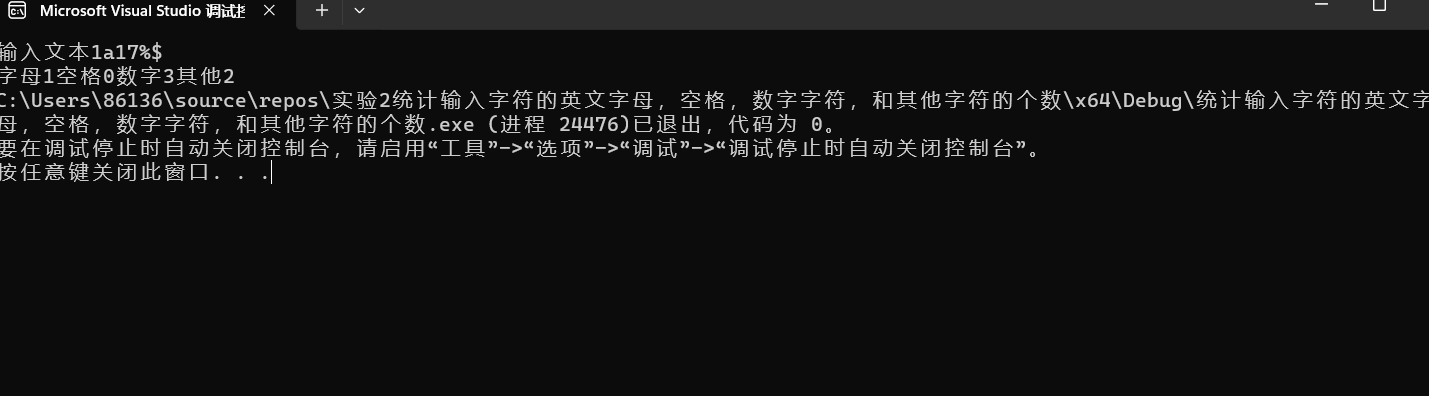 Microsoft Visual Studio 调试
输入文本1a17%$
字母1空格0数字3其他2
C:\Users\86136\source\repos\实验2统计输入字符的英文字母，空格，数字字符，和其他字符的个数\x64\Debug\统计输入字符的英文字
母，空格，数字字符，和其他字符的个数.exe (进程 24476)已退出，代码为 0。
要在调试停止时自动关闭控制台，请启用“工具”->“选项”->“调试”->“调试停止时自动关闭控制台”。
按任意键关闭此窗口. . .